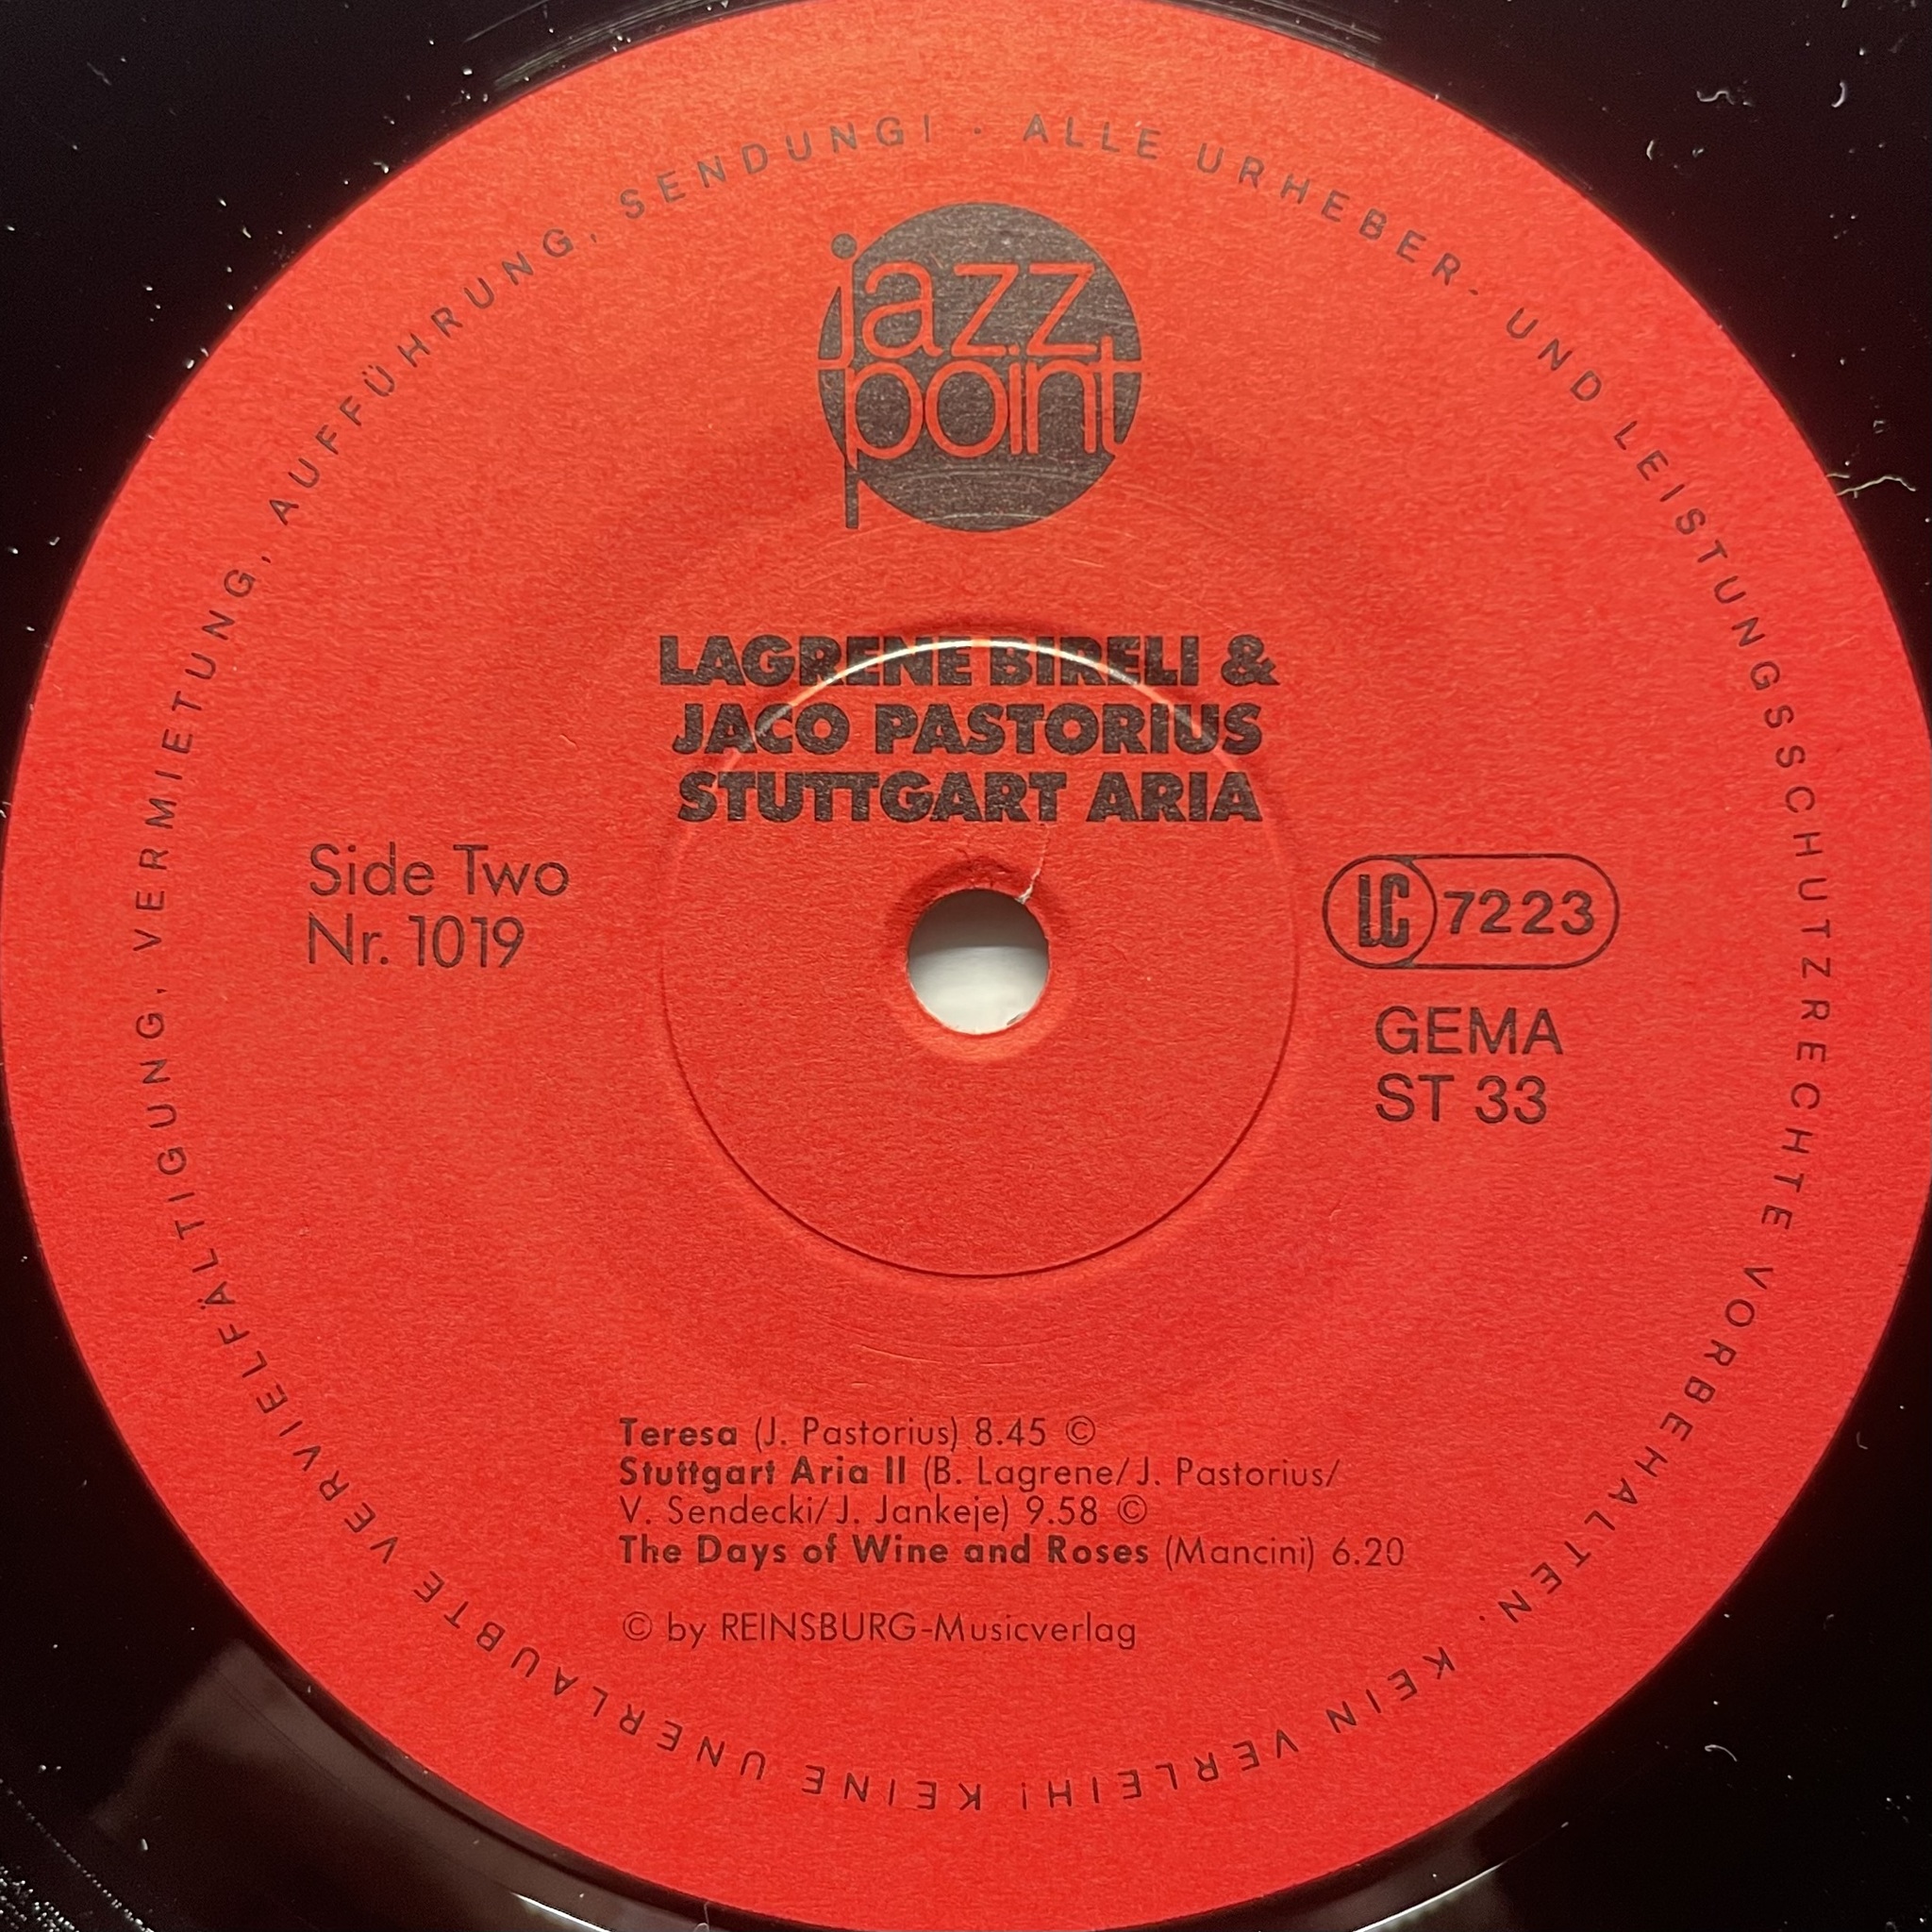 jazz
point
LAGRENE BIRELI &
JACO PASTORIUS
STUTTGART ARIA
Side Two
Nr. 1019
LC 7223
GEMA
ST 33
Teresa (J. Pastorius) 8.45 ©
Stuttgart Aria II (B. Lagrene/J. Pastorius/
V. Sendecki/J. Jankeje) 9.58 ©
The Days of Wine and Roses (Mancini) 6.20
© by REINSBURG-Musicverlag
ALLE URHEBER- UND LEISTUNGSSCHUTZRECHTE VORBEHALTEN. KEIN VERLEIH! KEINE UNERLAUBTE VERVIELFÄLTIGUNG, VERMIETUNG, AUFFÜHRUNG, SENDUNG! ·